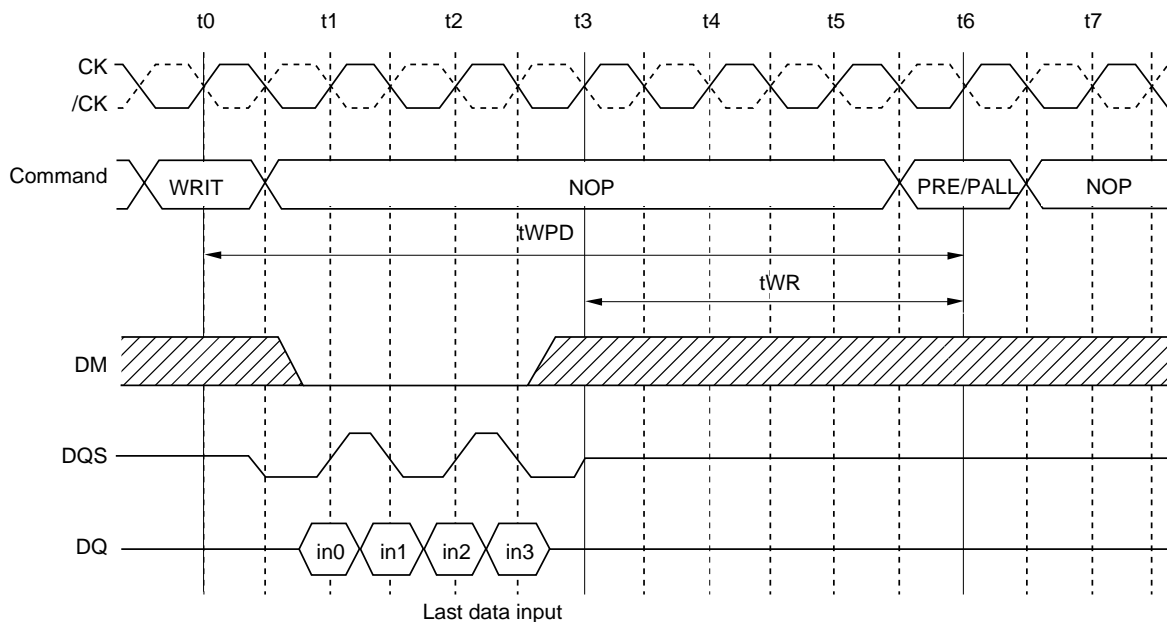 t0 t1 t2 t3 t4 t5 t6 t7
CK
/CK
Command WRIT NOP PRE/PALL NOP
tWPD
tWR
DM
DQS
DQ in0 in1 in2 in3
Last data input